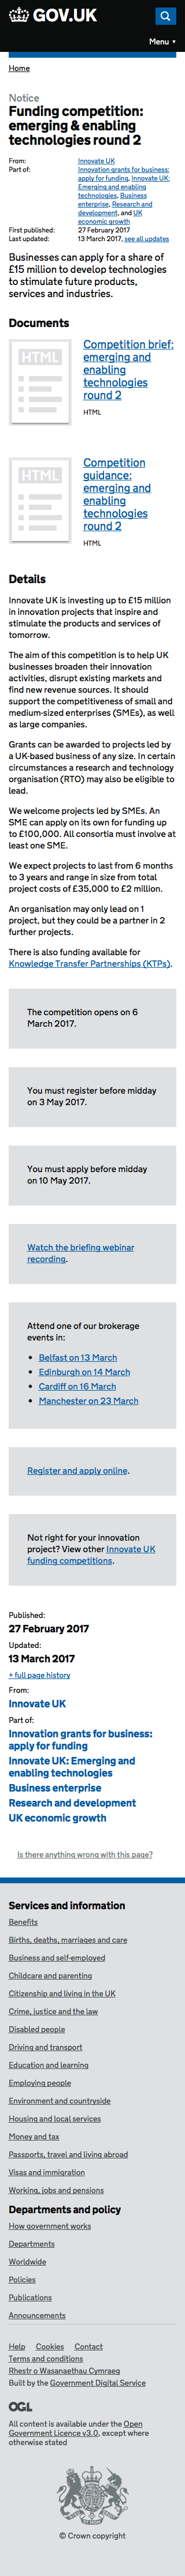 GOV.UK
Menu ▼
Home
Notice
Funding competition:
emerging & enabling
technologies round 2
From:
Innovate UK
Part of:
Innovation grants for business:
apply for funding, Innovate UK:
Emerging and enabling
technologies, Business
enterprise, Research and
development, and UK
economic growth
First published:
27 February 2017
Last updated:
13 March 2017, see all updates
Businesses can apply for a share of
£15 million to develop technologies
to stimulate the future products,
services and industries.
Documents
HTML
Competition brief:
emerging and
enabling
technologies
round 2
HTML
HTML
Competition
guidance:
emerging and
enabling
technologies
round 2
HTML
Details
Innovate UK is investing up to £15 million
in innovation projects that inspire and
stimulate the products and services of
tomorrow.
The aim of this competition is to help UK
businesses broaden their innovation
activities, disrupt existing markets and
find new revenue sources. It should
support the competitiveness of small and
medium-sized enterprises (SMEs), as well
as large companies.
Grants can be awarded to projects led by
a UK-based business of any size. In certain
circumstances a research and technology
organisation (RTO) may also be eligible to
lead.
We welcome projects led by SMEs. An
SME can apply on its own for funding up
to £100,000. All consortia must involve at
least one SME.
We expect projects to last from 6 months
to 3 years and range in size from total
project costs of £35,000 to £2 million.
An organisation may only lead on 1
project, but they could be a partner in 2
further projects.
There is also funding available for
Knowledge Transfer Partnerships (KTPs).
The competition opens on 6
March 2017.
You must register before midday
on 3 May 2017.
You must apply before midday
on 10 May 2017.
Watch the briefing webinar
recording.
Attend one of our brokerage
events in:
• Belfast on 13 March
• Edinburgh on 14 March
• Cardiff on 16 March
• Manchester on 23 March
Register and apply online.
Not right for your innovation
project? View other Innovate UK
funding competitions.
Published:
27 February 2017
Updated:
13 March 2017
+ full page history
From:
Innovate UK
Part of:
Innovation grants for business:
apply for funding
Innovate UK: Emerging and
enabling technologies
Business enterprise
Research and development
UK economic growth
Is there anything wrong with this page?
Services and information
Benefits
Births, deaths, marriages and care
Business and self-employed
Childcare and parenting
Citizenship and living in the UK
Crime, justice and the law
Disabled people
Driving and transport
Education and learning
Employing people
Environment and countryside
Housing and local services
Money and tax
Passports, travel and living abroad
Visas and immigration
Working, jobs and pensions
Departments and policy
How government works
Departments
Worldwide
Policies
Publications
Announcements
Help Cookies Contact
Terms and conditions
Rhestr o Wasanaethau Cymraeg
Built by the Government Digital Service
OGL
All content is available under the Open
Government Licence v3.0, except where
otherwise stated
© Crown copyright